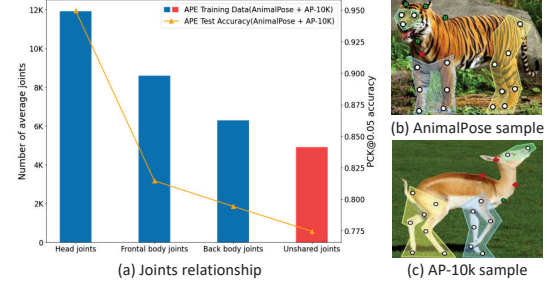 12K
10K
8K
6K
4K
2K
0
Number of average joints
APE Training Data(AnimalPose + AP-10K)
APE Test Accuracy(AnimalPose + AP-10K)
0.950
0.925
0.900
0.875
0.850
0.825
0.800
0.775
PCK@0.05 accuracy
Head joints
Frontal body joints
Back body joints
Unshared joints
(a) Joints relationship
(b) AnimalPose sample
(c) AP-10k sample